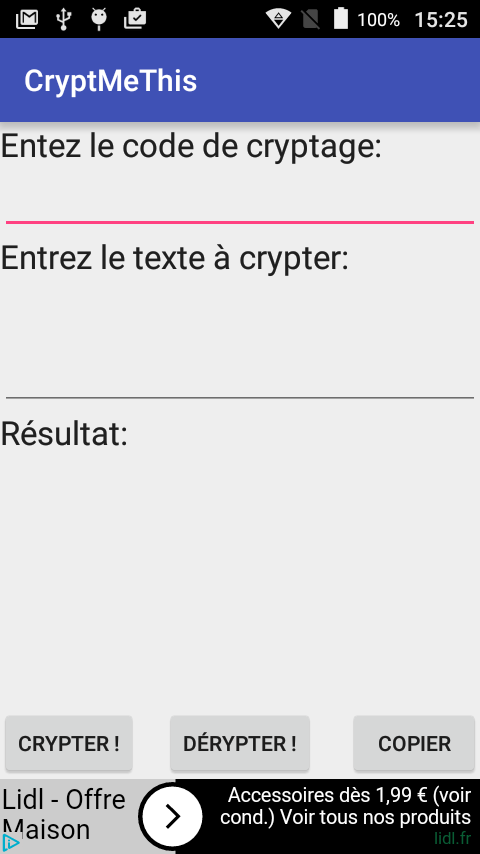 100% 15:25
CryptMeThis
Entez le code de cryptage:
Entrez le texte à crypter:
Résultat:
CRYPTER ! DÉRYPTER ! COPIER
Lidl - Offre
Maison
Accessoires dès 1,99 € (voir
cond.) Voir tous nos produits
lidl.fr